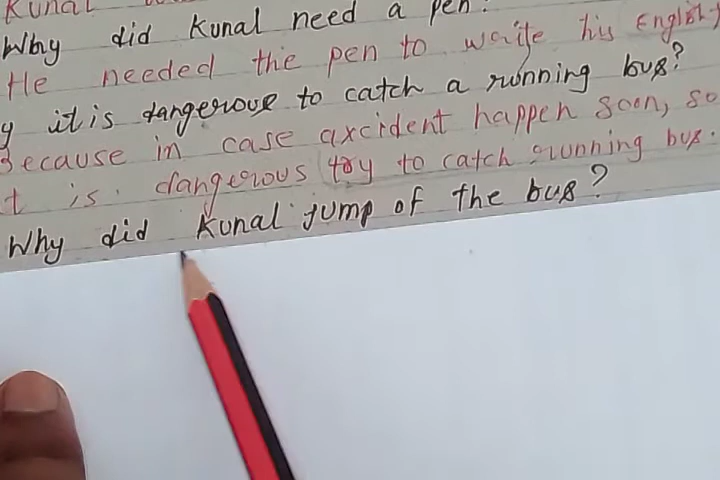 Kunal
Why did Kunal need a pen?
He needed the pen to write his English
y it is dangerous to catch a running bus?
Because in case axcident happen soon, so
t is. dangerous toy to catch running bus.
Why did Kunal jump of the bus?